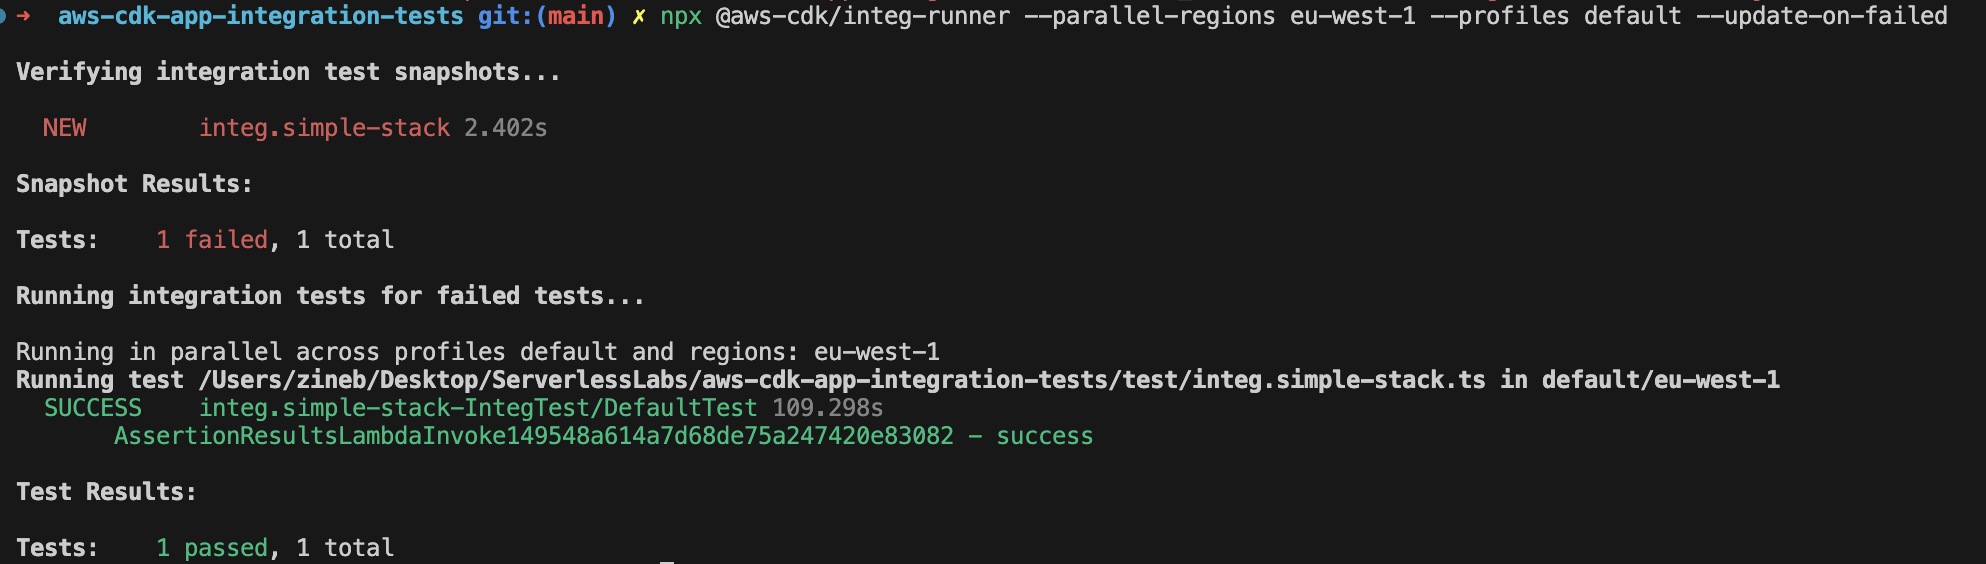 ➜ aws-cdk-app-integration-tests git:(main) ✗ npx @aws-cdk/integ-runner --parallel-regions eu-west-1 --profiles default --update-on-failed
Verifying integration test snapshots...
NEW integ.simple-stack 2.402s
Snapshot Results:
Tests: 1 failed, 1 total
Running integration tests for failed tests...
Running in parallel across profiles default and regions: eu-west-1
Running test /Users/zineb/Desktop/ServerlessLabs/aws-cdk-app-integration-tests/test/integ.simple-stack.ts in default/eu-west-1
SUCCESS integ.simple-stack-IntegTest/DefaultTest 109.298s
AssertionResultsLambdaInvoke149548a614a7d68de75a247420e83082 - success
Test Results:
Tests: 1 passed, 1 total